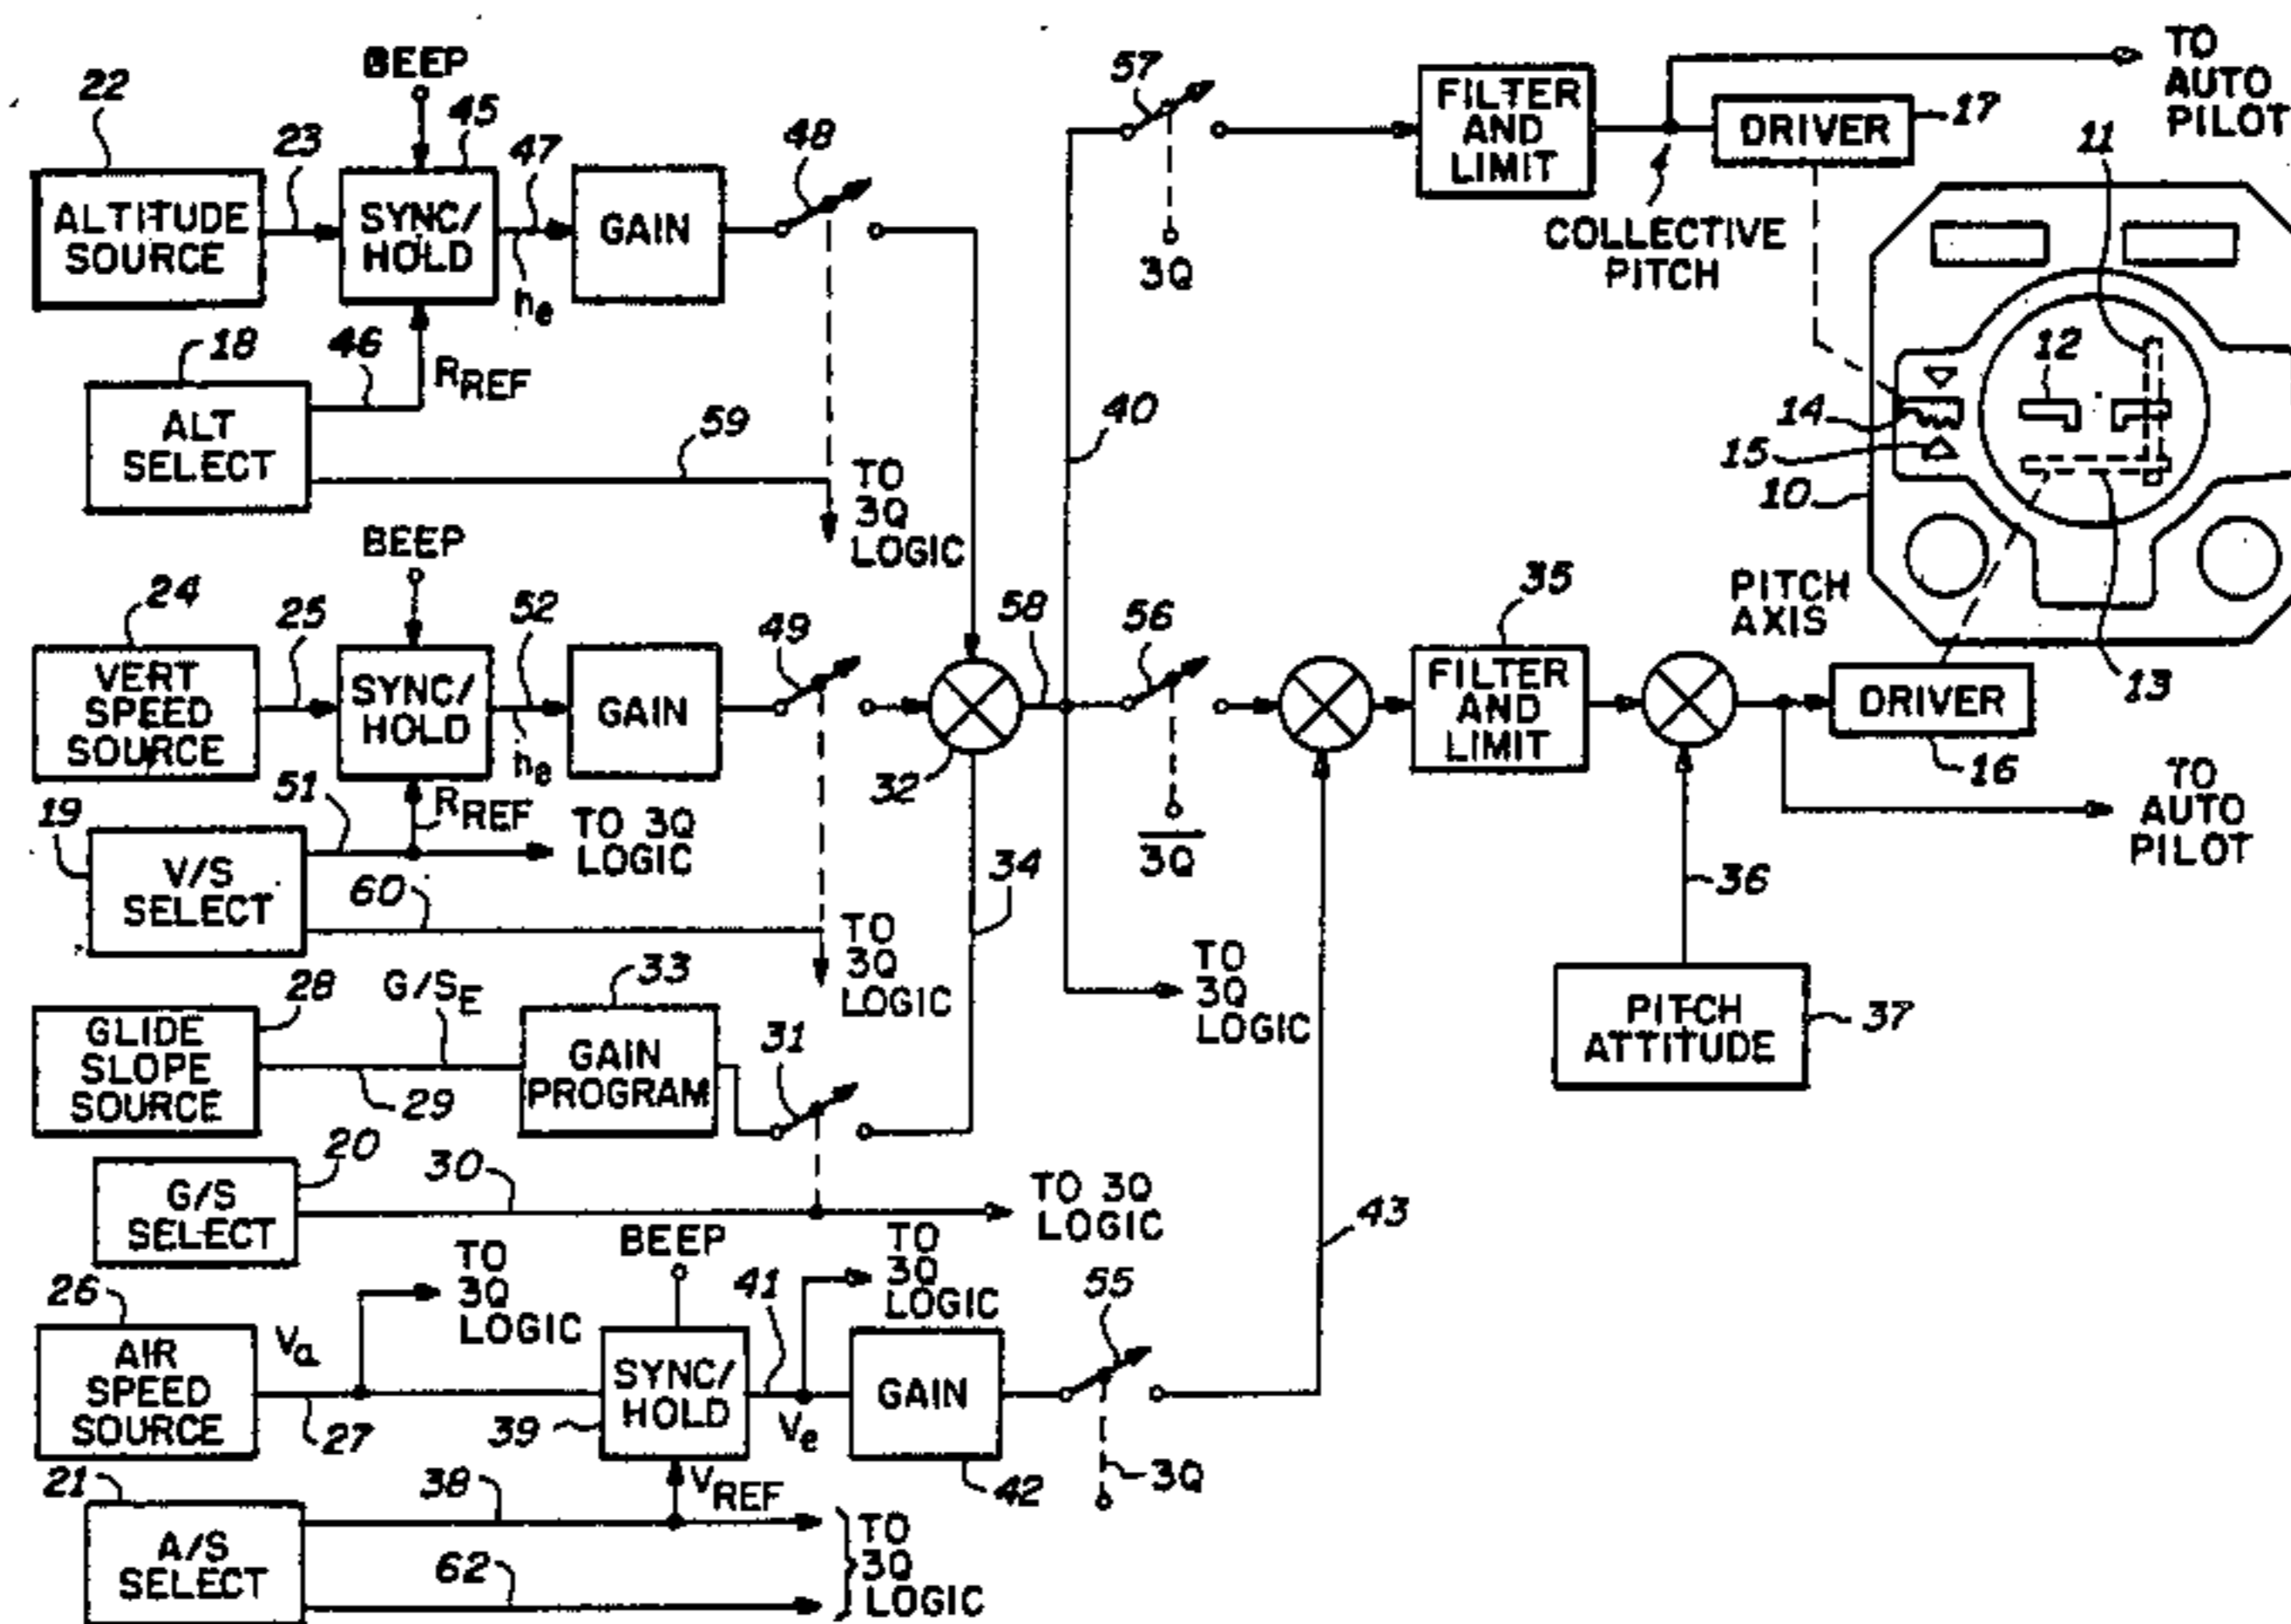 BEEP
22
45
23
47
48
ALTITUDE
SOURCE
SYNC/
HOLD
he
GAIN
18
46
RREF
ALT
SELECT
59
TO
3Q
LOGIC
BEEP
24
25
52
49
VERT
SPEED
SOURCE
SYNC/
HOLD
he
GAIN
51
19
RREF
TO 3Q
LOGIC
V/S
SELECT
60
TO
3Q
LOGIC
32
58
34
28
G/SE
33
GLIDE
SLOPE
SOURCE
29
GAIN
PROGRAM
31
20
G/S
SELECT
30
TO 3Q
LOGIC
26
Va
AIR
SPEED
SOURCE
27
TO
3Q
LOGIC
BEEP
SYNC/
HOLD
39
41
Ve
TO
3Q
LOGIC
GAIN
42
55
3Q
43
21
A/S
SELECT
38
VREF
62
TO
3Q
LOGIC
57
3Q
40
FILTER
AND
LIMIT
COLLECTIVE
PITCH
DRIVER
17
TO
AUTO
PILOT
11
12
14
15
10
13
56
3Q
TO
3Q
LOGIC
35
FILTER
AND
LIMIT
PITCH
AXIS
DRIVER
16
TO
AUTO
PILOT
36
PITCH
ATTITUDE
37